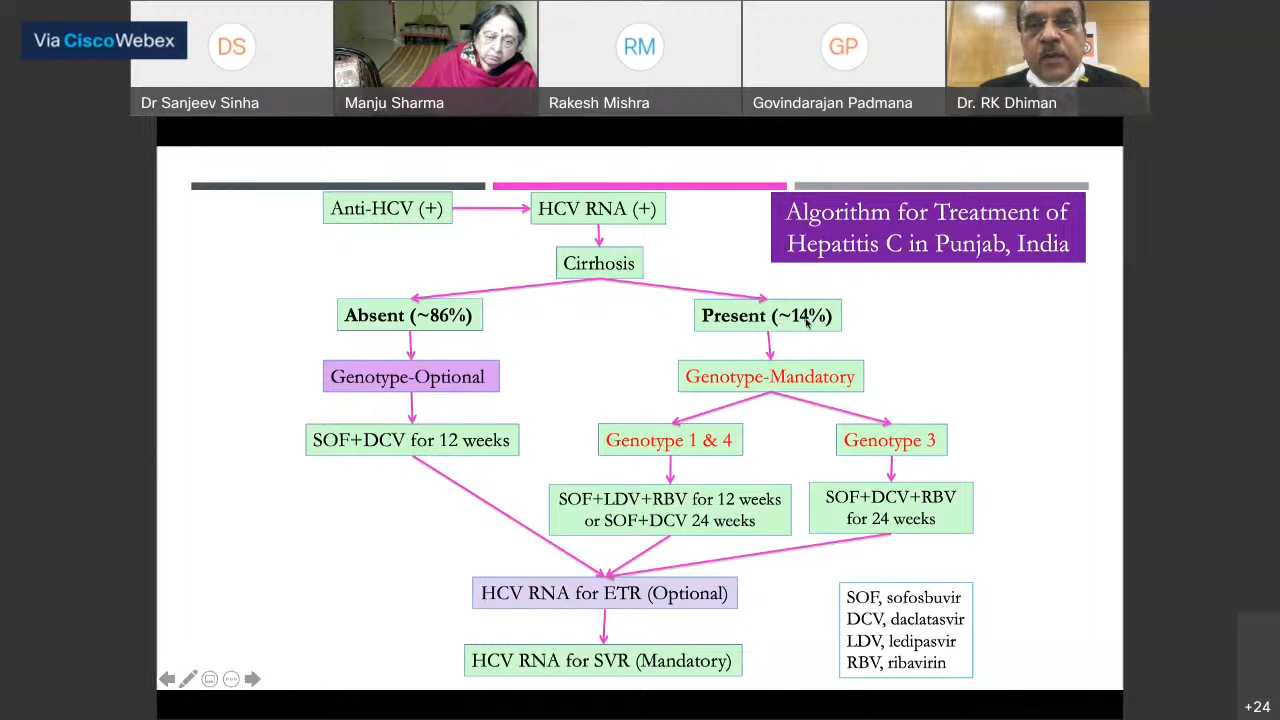 Via CiscoWebex
DS
RM
GP
Dr Sanjeev Sinha
Manju Sharma
Rakesh Mishra
Govindarajan Padmana
Dr. RK Dhiman
Anti-HCV (+)
HCV RNA (+)
Algorithm for Treatment of
Hepatitis C in Punjab, India
Cirrhosis
Absent (~86%)
Present (~14%)
Genotype-Optional
Genotype-Mandatory
SOF+DCV for 12 weeks
Genotype 1 & 4
Genotype 3
SOF+LDV+RBV for 12 weeks
or SOF+DCV 24 weeks
SOF+DCV+RBV
for 24 weeks
HCV RNA for ETR (Optional)
HCV RNA for SVR (Mandatory)
SOF, sofosbuvir
DCV, daclatasvir
LDV, ledipasvir
RBV, ribavirin
+24